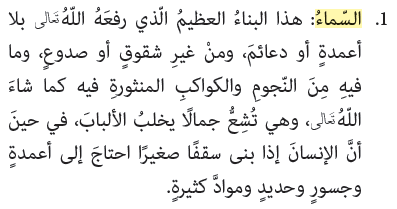 1. السّماءُ: هذا البناءُ العظيمُ الّذي رفعَهُ اللّهُ تعالى بلا
أعمدةٍ أو دعائمَ، ومنْ غيرِ شقوقٍ أو صدوعٍ، وما
فيهِ مِنَ النّجومِ والكواكبِ المنثورةِ فيه كما شاءَ
اللّهُ تعالى، وهي تُشِعُّ جمالًا يخلبُ الألبابَ، في حينَ
أنَّ الإنسانَ إذا بنى سقفًا صغيرًا احتاجَ إلى أعمدةٍ
وجسورٍ وحديدٍ وموادَّ كثيرةٍ.